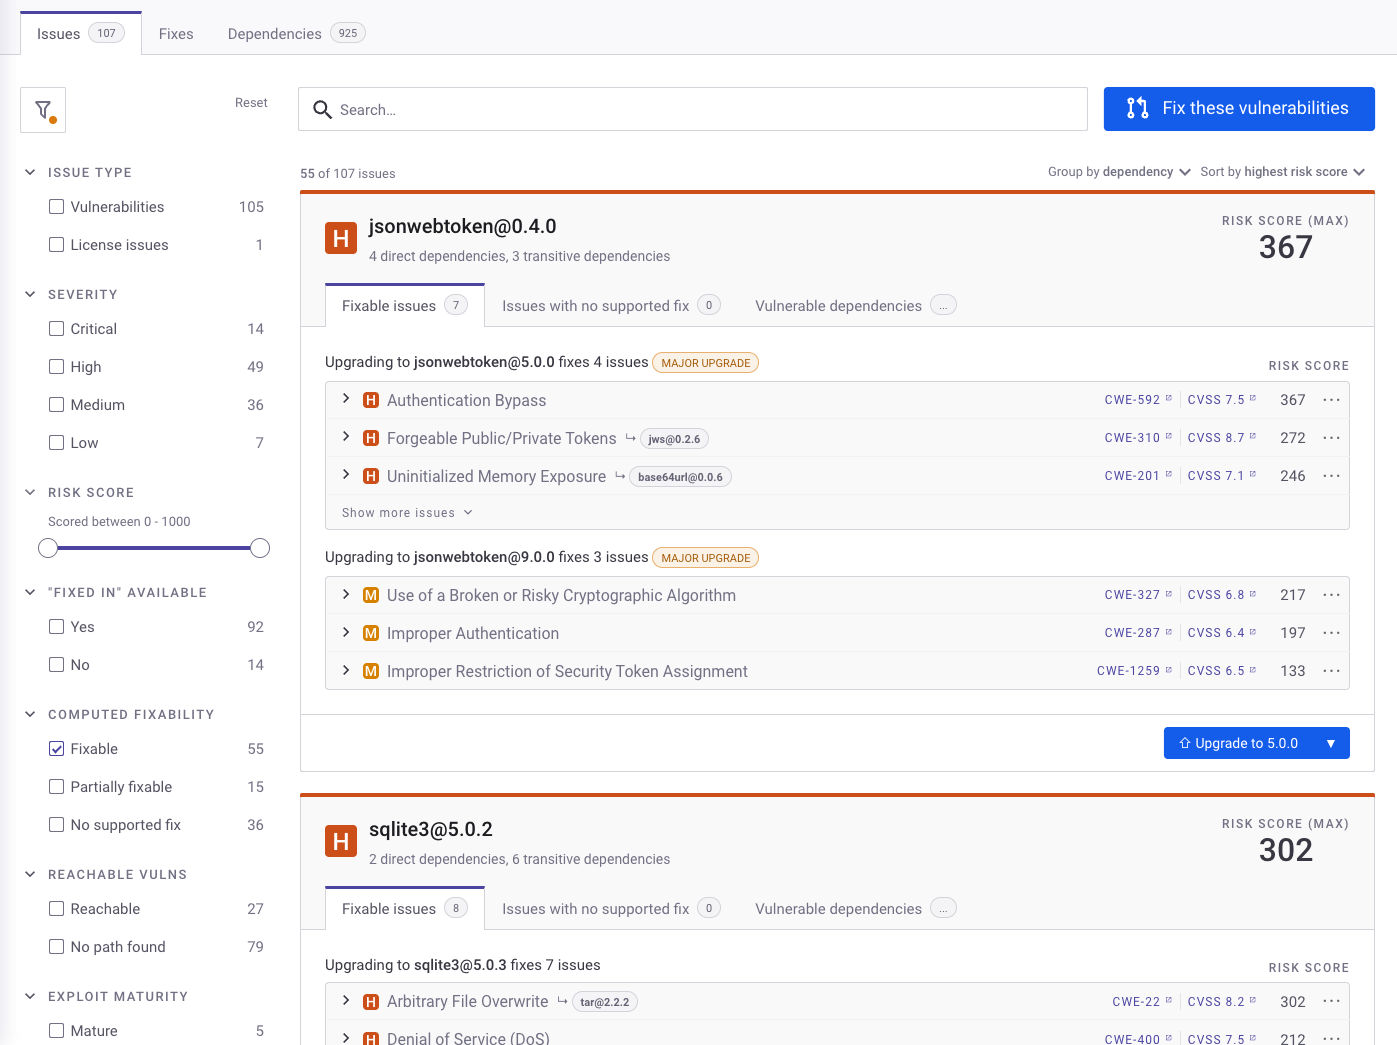 Issues 107 Fixes Dependencies 925
Reset Search... Fix these vulnerabilities
55 of 107 issues Group by dependency Sort by highest risk score
ISSUE TYPE
Vulnerabilities 105
License issues 1
SEVERITY
Critical 14
High 49
Medium 36
Low 7
RISK SCORE
Scored between 0 - 1000
"FIXED IN" AVAILABLE
Yes 92
No 14
COMPUTED FIXABILITY
Fixable 55
Partially fixable 15
No supported fix 36
REACHABLE VULNS
Reachable 27
No path found 79
EXPLOIT MATURITY
Mature 5
H jsonwebtoken@0.4.0 RISK SCORE (MAX)
4 direct dependencies, 3 transitive dependencies 367
Fixable issues 7 Issues with no supported fix 0 Vulnerable dependencies ...
Upgrading to jsonwebtoken@5.0.0 fixes 4 issues MAJOR UPGRADE RISK SCORE
H Authentication Bypass CWE-592 CVSS 7.5 367 ...
H Forgeable Public/Private Tokens jws@0.2.6 CWE-310 CVSS 8.7 272 ...
H Uninitialized Memory Exposure base64url@0.0.6 CWE-201 CVSS 7.1 246 ...
Show more issues
Upgrading to jsonwebtoken@9.0.0 fixes 3 issues MAJOR UPGRADE
M Use of a Broken or Risky Cryptographic Algorithm CWE-327 CVSS 6.8 217 ...
M Improper Authentication CWE-287 CVSS 6.4 197 ...
M Improper Restriction of Security Token Assignment CWE-1259 CVSS 6.5 133 ...
Upgrade to 5.0.0
H sqlite3@5.0.2 RISK SCORE (MAX)
2 direct dependencies, 6 transitive dependencies 302
Fixable issues 8 Issues with no supported fix 0 Vulnerable dependencies ...
Upgrading to sqlite3@5.0.3 fixes 7 issues RISK SCORE
H Arbitrary File Overwrite tar@2.2.2 CWE-22 CVSS 8.2 302 ...
H Denial of Service (DoS) CWE-400 CVSS 7.5 212 ...